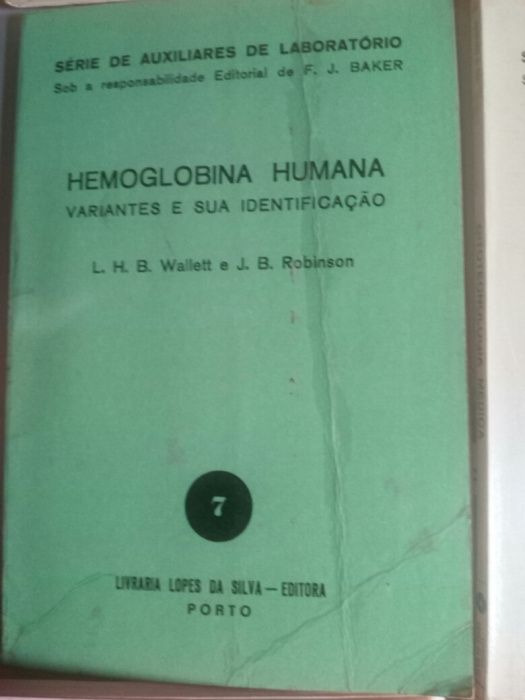 SÉRIE DE AUXILIARES DE LABORATÓRIO
Sob a responsabilidade Editorial de F. J. BAKER
HEMOGLOBINA HUMANA
VARIANTES E SUA IDENTIFICAÇÃO
L. H. B. Wallett e J. B. Robinson
7
LIVRARIA LOPES DA SILVA — EDITORA
PORTO